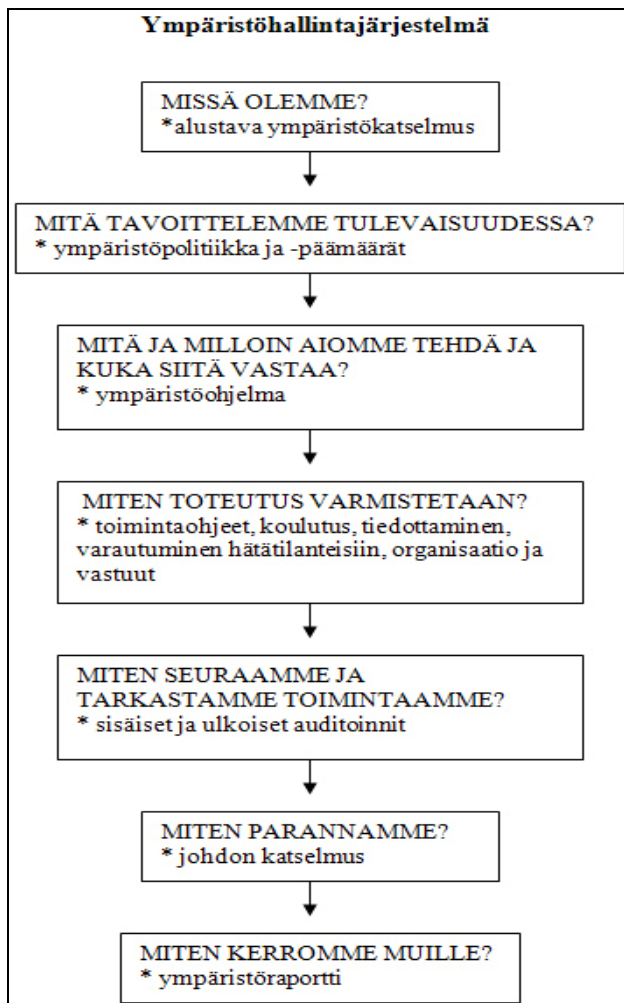 Ympäristöhallintajärjestelmä
MISSÄ OLEMME?
*alustava ympäristökatselmus
MITÄ TAVOITTELEMME TULEVAISUUDESSA?
* ympäristöpolitiikka ja -päämäärät
MITÄ JA MILLOIN AIOMME TEHDÄ JA
KUKA SIITÄ VASTAA?
* ympäristöohjelma
MITEN TOTEUTUS VARMISTETAAN?
* toimintaohjeet, koulutus, tiedottaminen,
varautuminen hätätilanteisiin, organisaatio ja
vastuut
MITEN SEURAAMME JA
TARKASTAMME TOIMINTAAMME?
* sisäiset ja ulkoiset auditoinnit
MITEN PARANNAMME?
* johdon katselmus
MITEN KERROMME MUILLE?
* ympäristöraportti